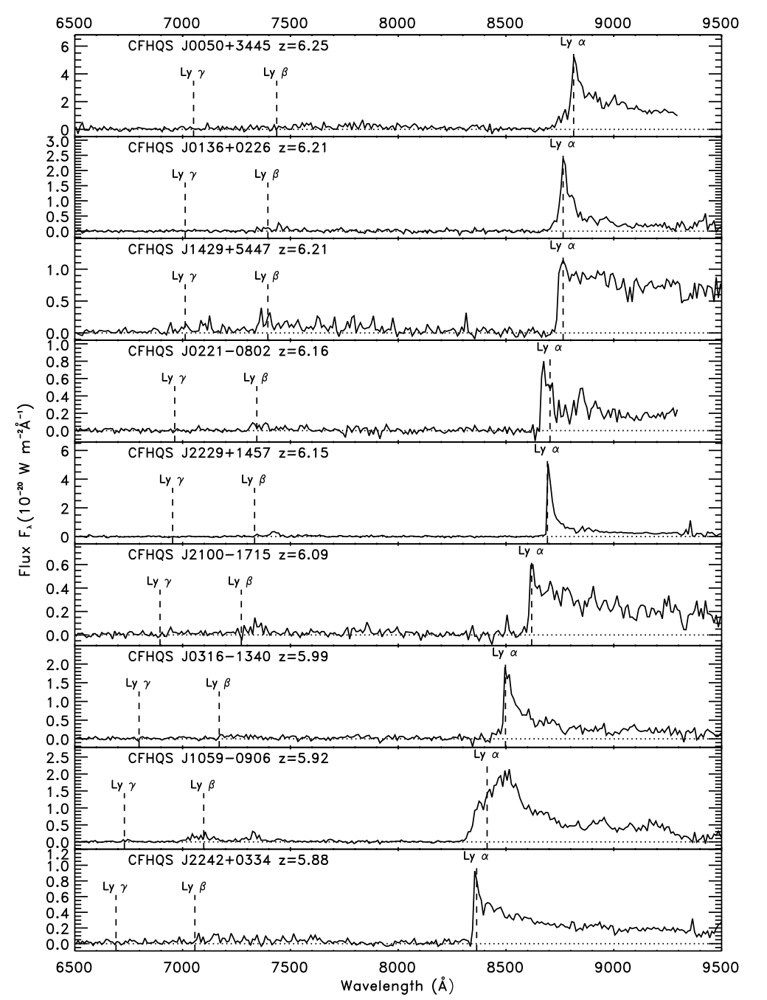 6500 7000 7500 8000 8500 9000 9500
CFHQS J0050+3445 z=6.25
Ly γ
Ly β
Ly α
6
4
2
0
CFHQS J0136+0226 z=6.21
Ly γ
Ly β
Ly α
3.0
2.5
2.0
1.5
1.0
0.5
0.0
CFHQS J1429+5447 z=6.21
Ly γ
Ly β
Ly α
1.0
0.5
0.0
CFHQS J0221−0802 z=6.16
Ly γ
Ly β
Ly α
1.0
0.8
0.6
0.4
0.2
0.0
CFHQS J2229+1457 z=6.15
Ly γ
Ly β
Ly α
6
4
2
0
CFHQS J2100−1715 z=6.09
Ly γ
Ly β
Ly α
0.6
0.4
0.2
0.0
CFHQS J0316−1340 z=5.99
Ly γ
Ly β
Ly α
2.0
1.5
1.0
0.5
0.0
CFHQS J1059−0906 z=5.92
Ly γ
Ly β
Ly α
2.5
2.0
1.5
1.0
0.5
0.0
CFHQS J2242+0334 z=5.88
Ly γ
Ly β
Ly α
1.2
1.0
0.8
0.6
0.4
0.2
0.0
6500 7000 7500 8000 8500 9000 9500
Wavelength (Å)
Flux F_λ (10⁻²⁰ W m⁻²Å⁻¹)